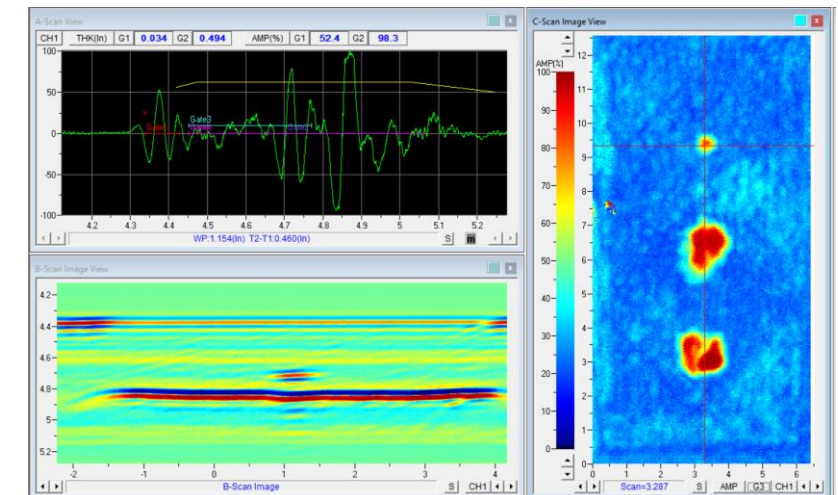 A-Scan View
CH1 THK(In) G1 0.034 G2 0.494 AMP(%) G1 52.4 G2 98.3
100
50
0
-50
-100
Gate3
4.2 4.3 4.4 4.5 4.6 4.7 4.8 4.9 5 5.1 5.2
WP:1.154(In) T2-T1:0.460(In) S m
B-Scan Image View
4.2
4.4
4.6
4.8
5
5.2
-2 -1 0 1 2 3 4
B-Scan Image S CH1
C-Scan Image View
AMP(%)
100
90
80
70
60
50
40
30
20
10
0
12
11
10
9
8
7
6
5
4
3
2
1
0
0 1 2 3 4 5 6
Scan=3.287 S AMP G3 CH1